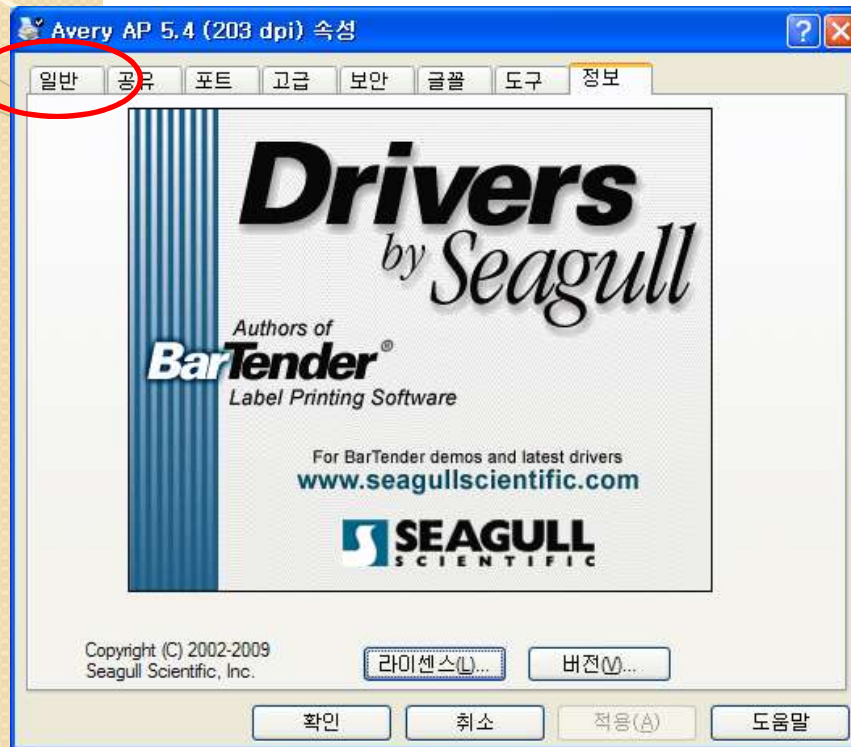 Avery AP 5.4 (203 dpi) 속성
일반 공유 포트 고급 보안 글꼴 도구 정보
Drivers
by Seagull
Authors of
BarTender®
Label Printing Software
For BarTender demos and latest drivers
www.seagullscientific.com
SEAGULL
SCIENTIFIC
Copyright (C) 2002-2009
Seagull Scientific, Inc.
라이센스(L)... 버전(V)...
확인 취소 적용(A) 도움말